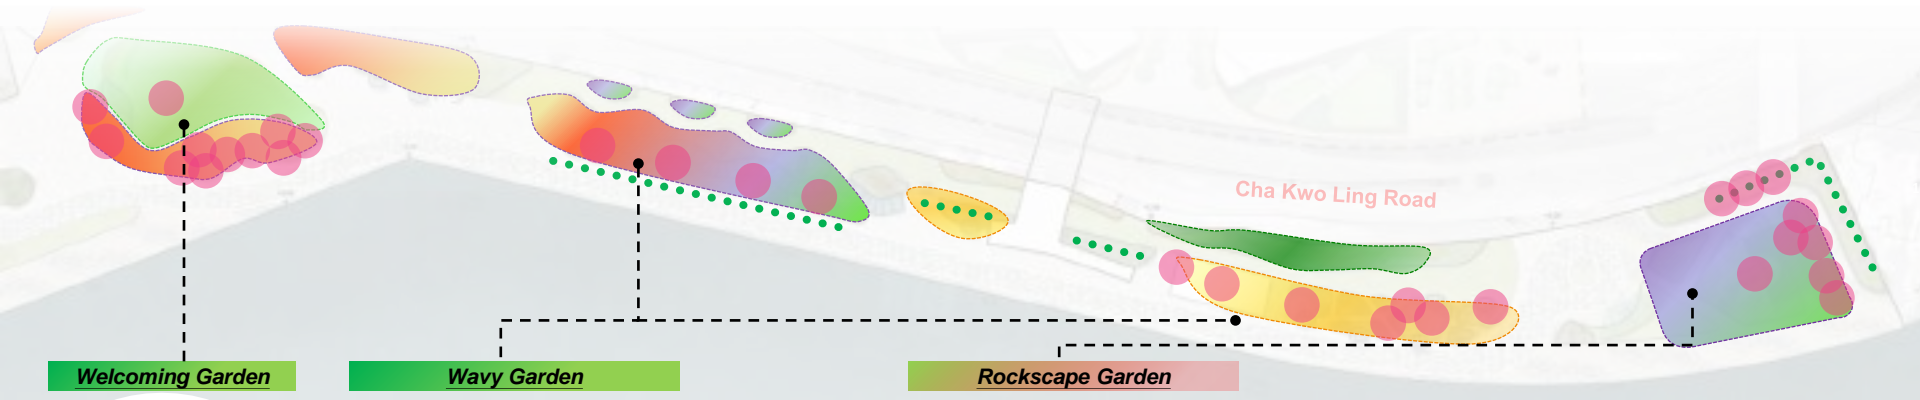 Cha Kwo Ling Road
Welcoming Garden
Wavy Garden
Rockscape Garden